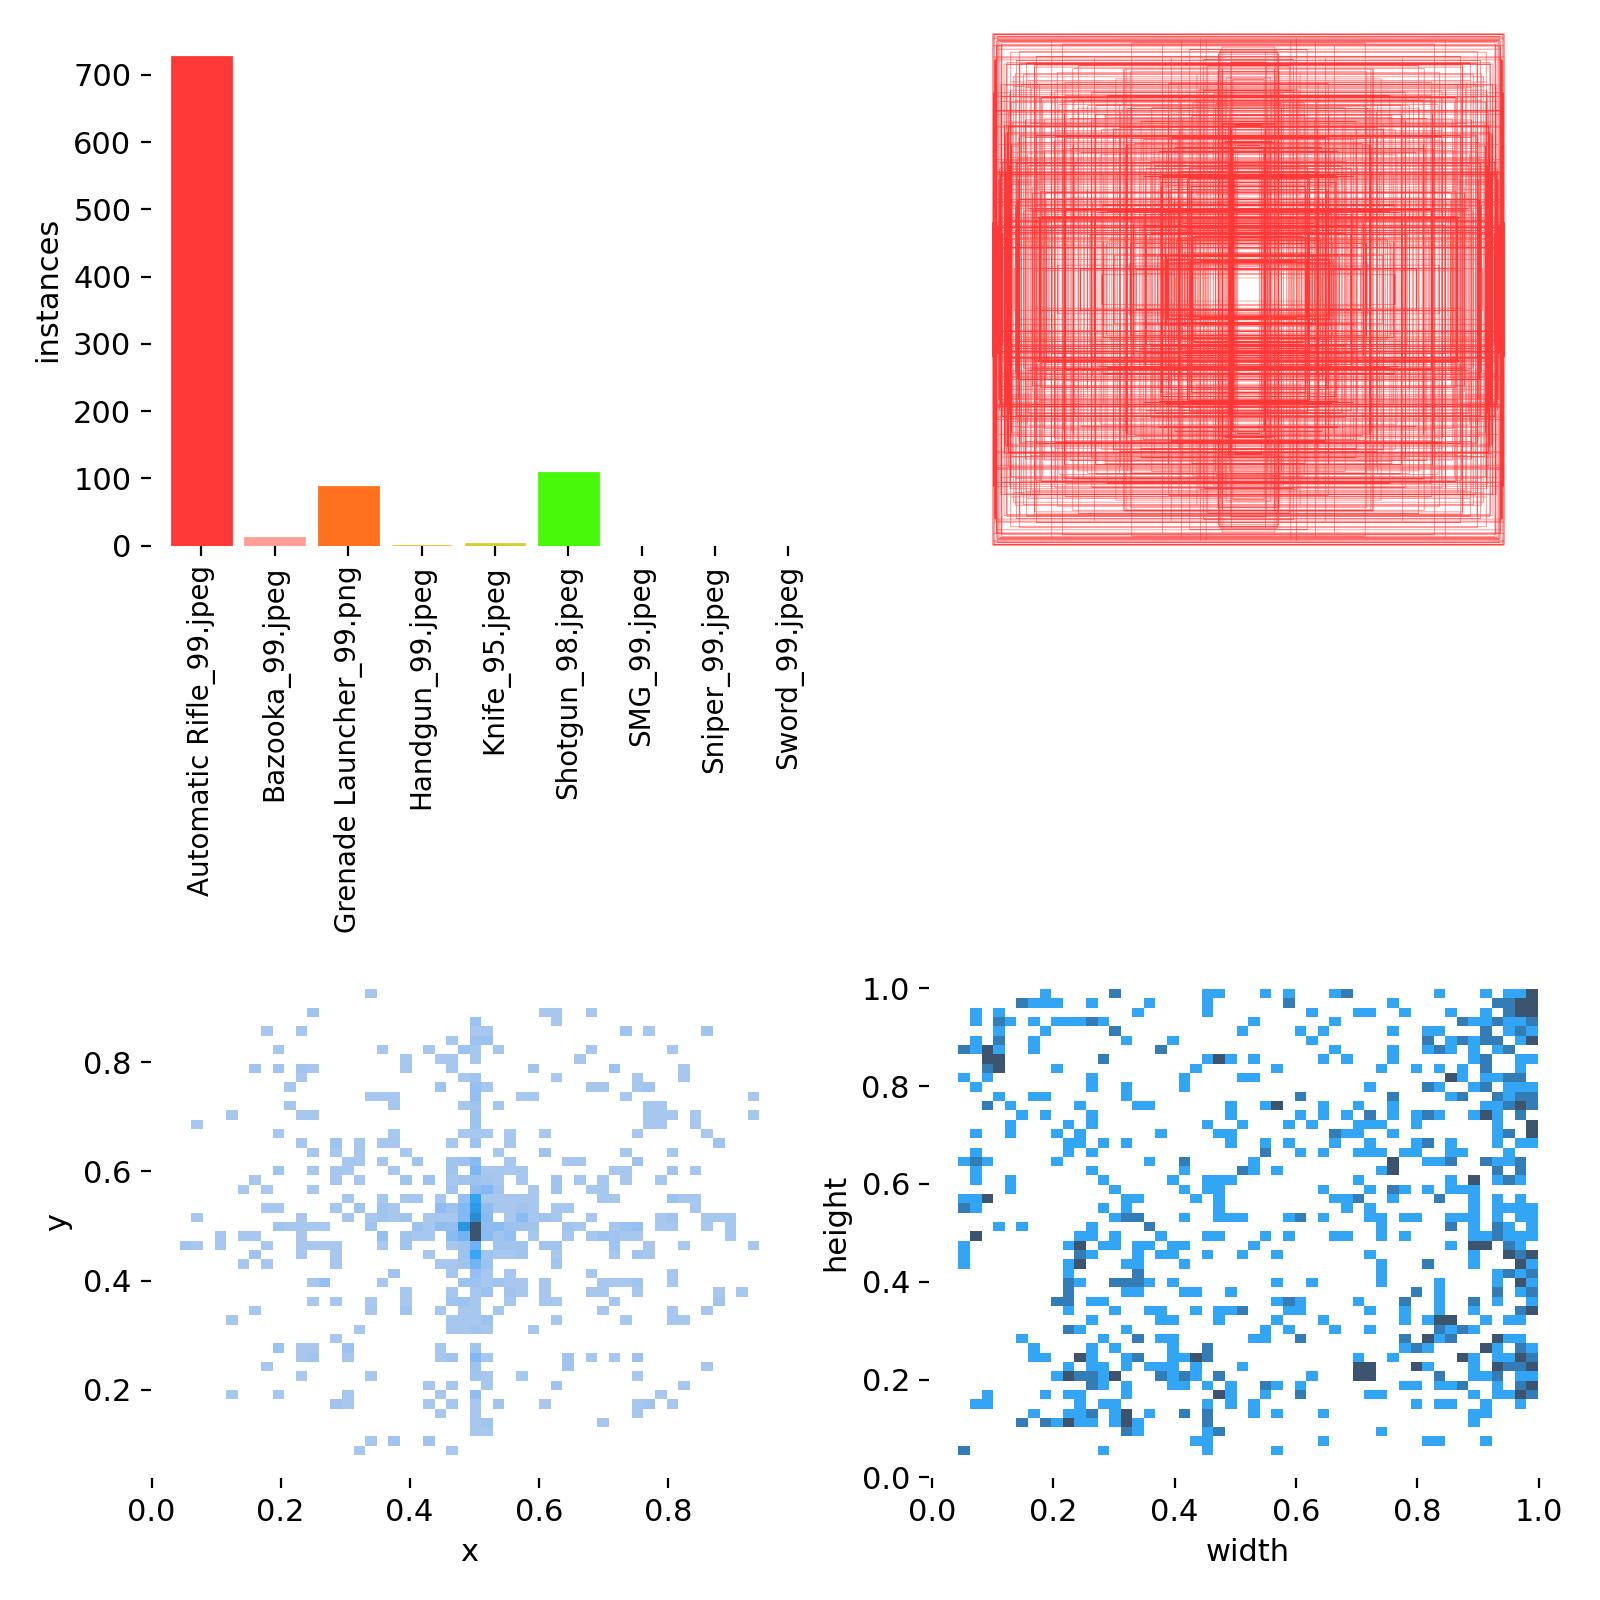 700
600
500
400
300
200
100
0
instances
Automatic Rifle_99.jpeg
Bazooka_99.jpeg
Grenade Launcher_99.png
Handgun_99.jpeg
Knife_95.jpeg
Shotgun_98.jpeg
SMG_99.jpeg
Sniper_99.jpeg
Sword_99.jpeg
0.8
0.6
0.4
0.2
y
0.0 0.2 0.4 0.6 0.8
x
1.0
0.8
0.6
0.4
0.2
0.0
height
0.0 0.2 0.4 0.6 0.8 1.0
width